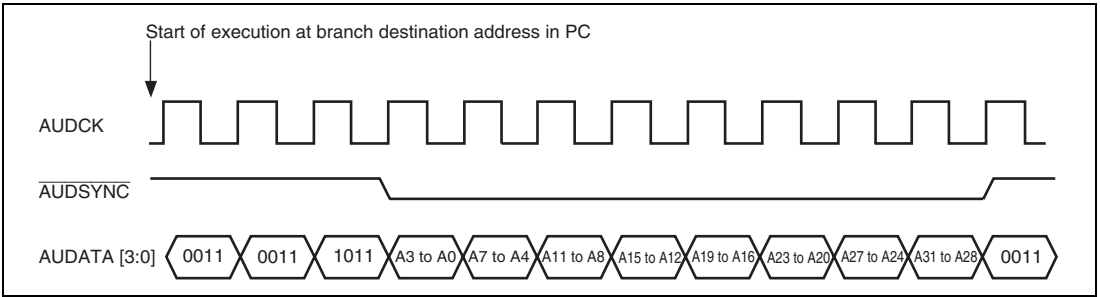 Start of execution at branch destination address in PC
AUDCK
AUDSYNC
AUDATA [3:0] 0011 0011 1011 A3 to A0 A7 to A4 A11 to A8 A15 to A12 A19 to A16 A23 to A20 A27 to A24 A31 to A28 0011